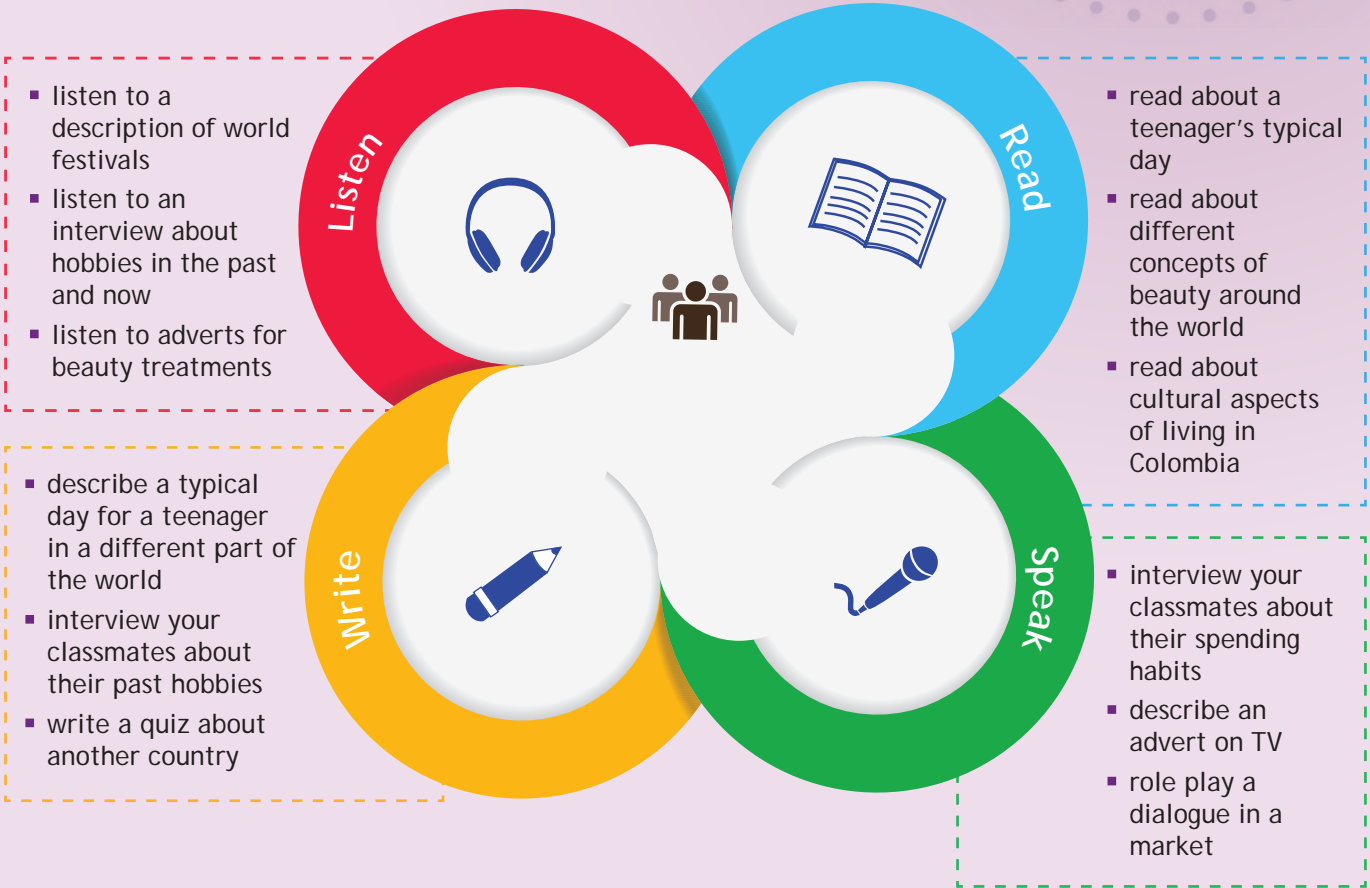 Listen
▪ listen to a
description of world
festivals
▪ listen to an
interview about
hobbies in the past
and now
▪ listen to adverts for
beauty treatments
Read
▪ read about a
teenager's typical
day
▪ read about
different
concepts of
beauty around
the world
▪ read about
cultural aspects
of living in
Colombia
Write
▪ describe a typical
day for a teenager
in a different part of
the world
▪ interview your
classmates about
their past hobbies
▪ write a quiz about
another country
Speak
▪ interview your
classmates about
their spending
habits
▪ describe an
advert on TV
▪ role play a
dialogue in a
market